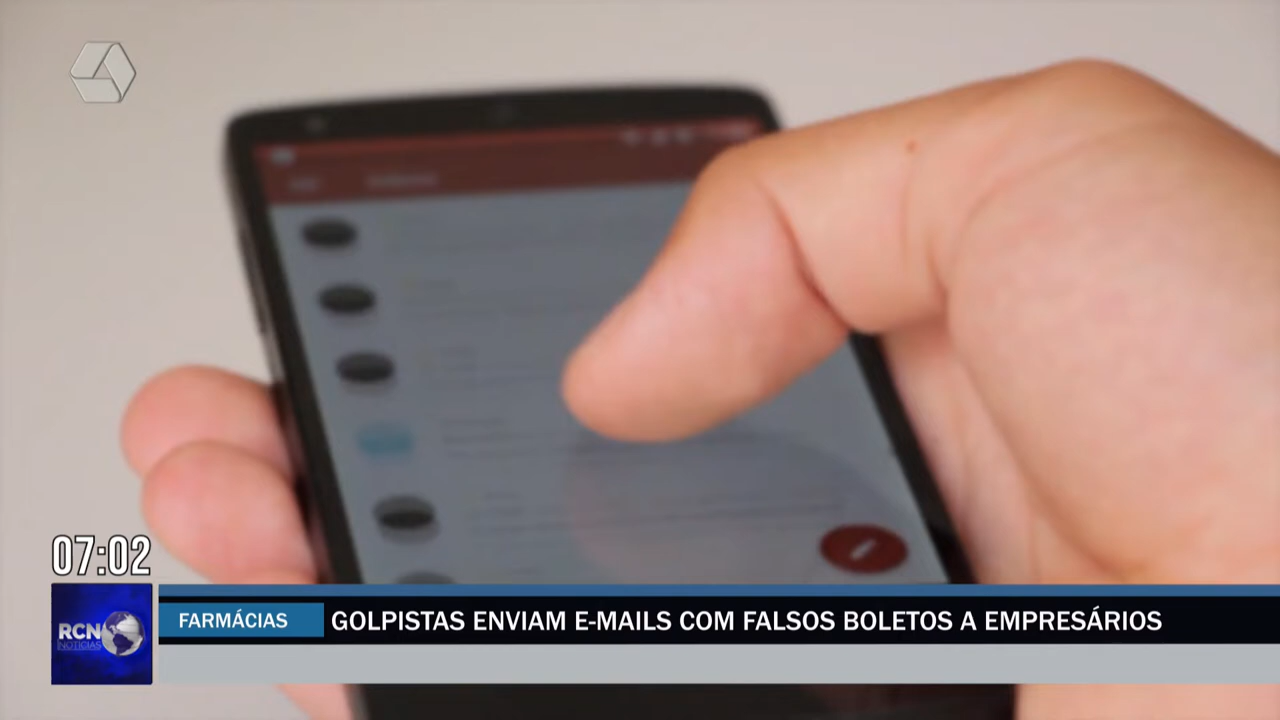 07:02
RCN
NOTÍCIAS
FARMÁCIAS
GOLPISTAS ENVIAM E-MAILS COM FALSOS BOLETOS A EMPRESÁRIOS